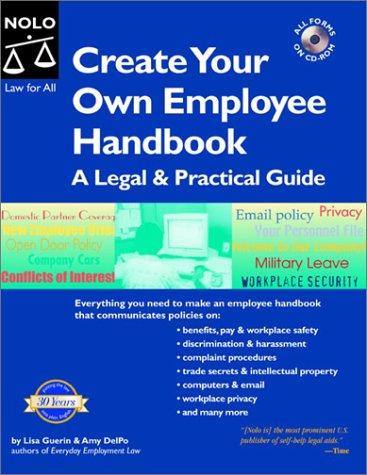 NOLO
Law for All
ALL FORMS
ON CD-ROM
Create Your
Own Employee
Handbook
A Legal & Practical Guide
Domestic Partner Coverag
New Employee Orie
Open Door Policy
Company Cars
Conflicts of Interest
Email policy
Privacy
Your Personnel File
Welcome to the Company!
Military Leave
WORKPLACE SECURITY
Everything you need to make an employee handbook
that communicates policies on:
• benefits, pay & workplace safety
• discrimination & harassment
• complaint procedures
• trade secrets & intellectual property
• computers & email
• workplace privacy
• and many more
30 Years
by Lisa Guerin & Amy DelPo
authors of Everyday Employment Law
"[Nolo is] the most prominent U.S.
publisher of self-help legal aids."
—Time